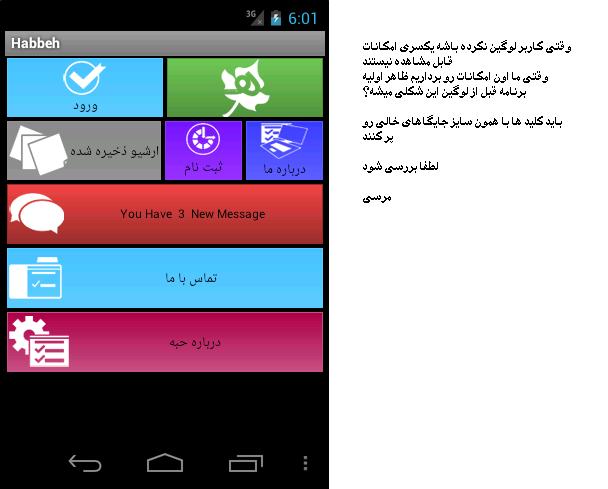 3G 6:01
Habbeh
ورود
ارشیو ذخیره شده
ثبت نام
درباره ما
You Have 3 New Message
تماس با ما
درباره حبه
وقتی کاربر لوگین نکرده باشه یکسری امکانات
قابل مشاهده نیستند
وقتی ما اون امکانات رو برداریم ظاهر اولیه
برنامه قبل از لوگین این شکلی میشه؟
باید کلید ها با همون سایز جایگاهای خالی رو
پر کنند
لطفا بررسی شود
مرسی